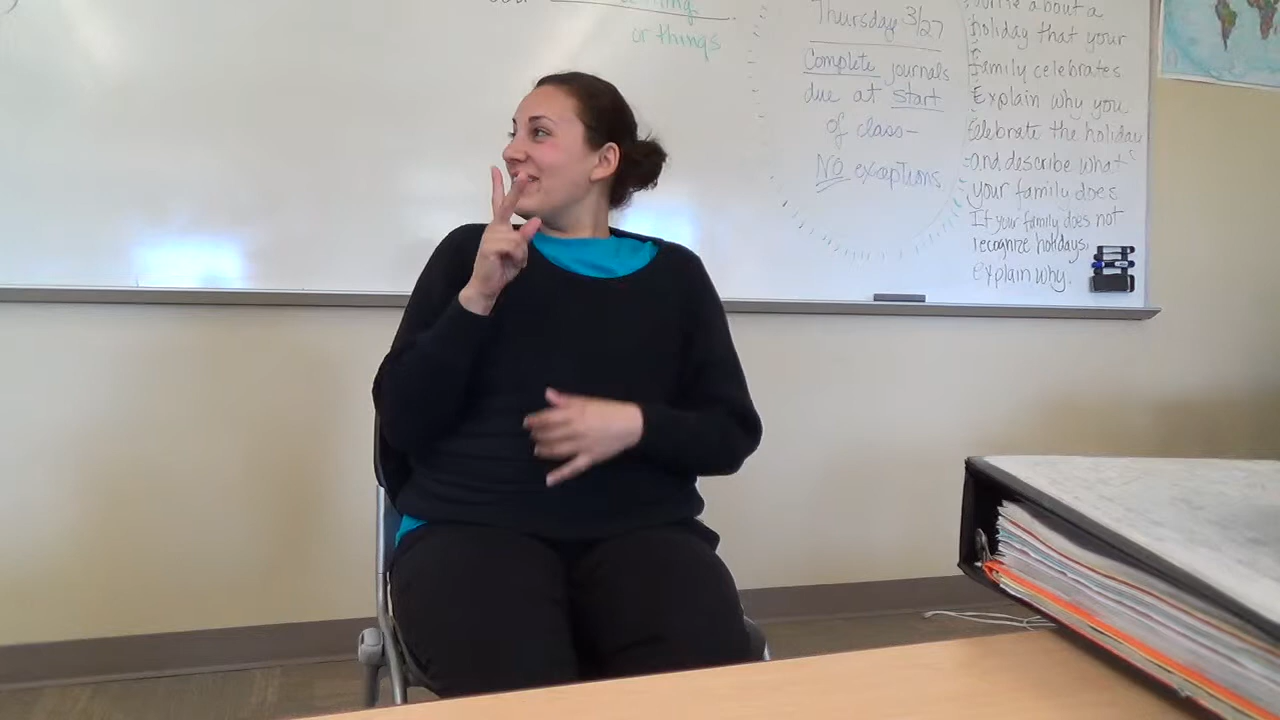 or things
Thursday 3/27
Complete journals
due at start
of class-
NO exceptions
Write about a
holiday that your
family celebrates
Explain why you
celebrate the holiday
and describe what
your family does
If your family does not
recognize holidays,
explain why.